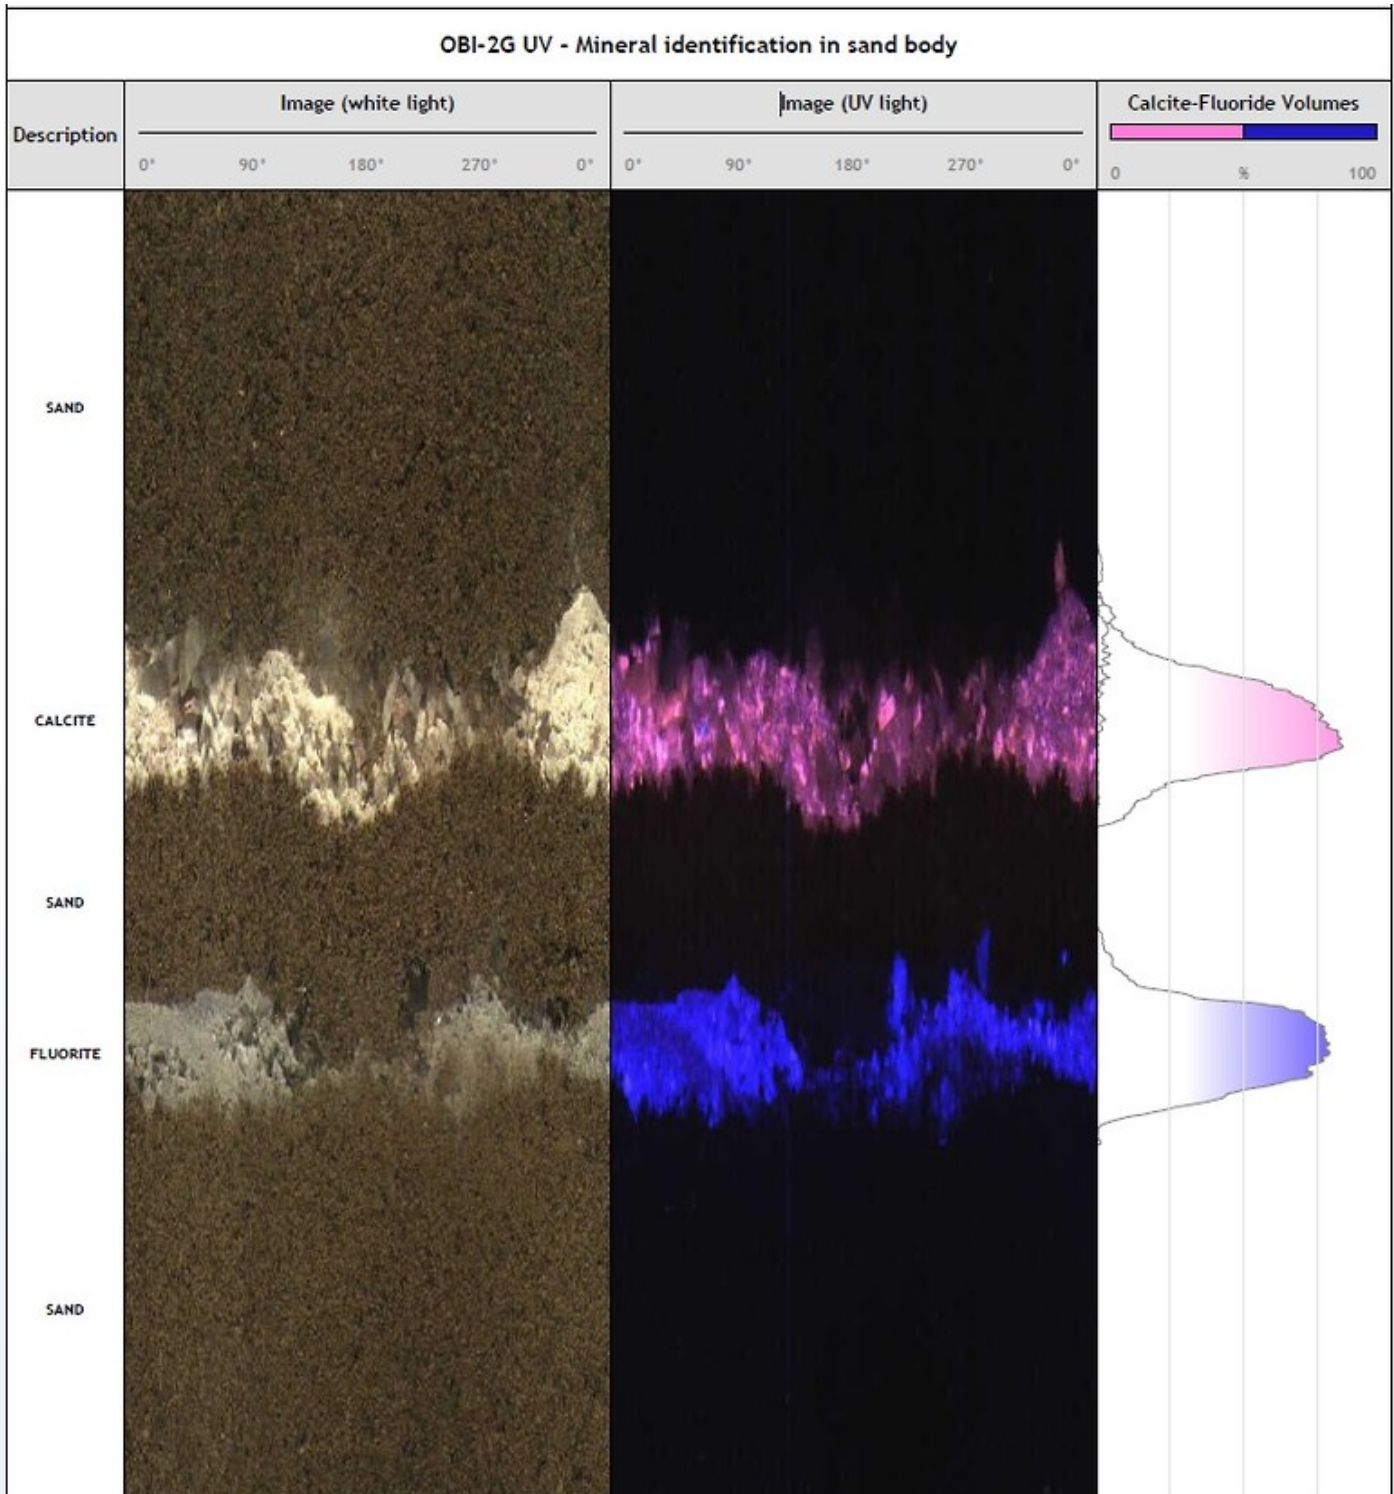 OBI-2G UV - Mineral identification in sand body
Description
Image (white light)
0° 90° 180° 270° 0°
Image (UV light)
0° 90° 180° 270° 0°
Calcite-Fluoride Volumes
0 % 100
SAND
CALCITE
SAND
FLUORITE
SAND